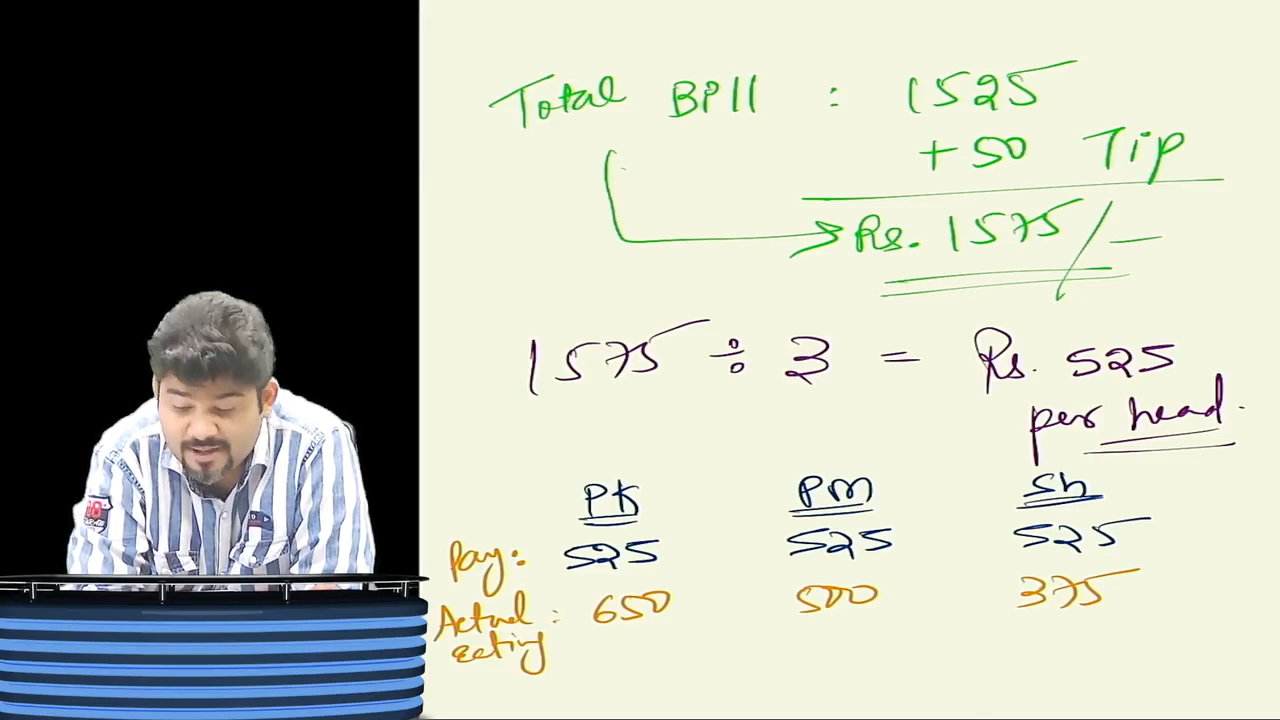 Total Bill : 1525
+ 50 Tip
Rs. 1575/-
1575 ÷ 3 = Rs. 525
per head.
PK PM Sh
Pay: 525 525 525
Actual : 650 500 375
Eating